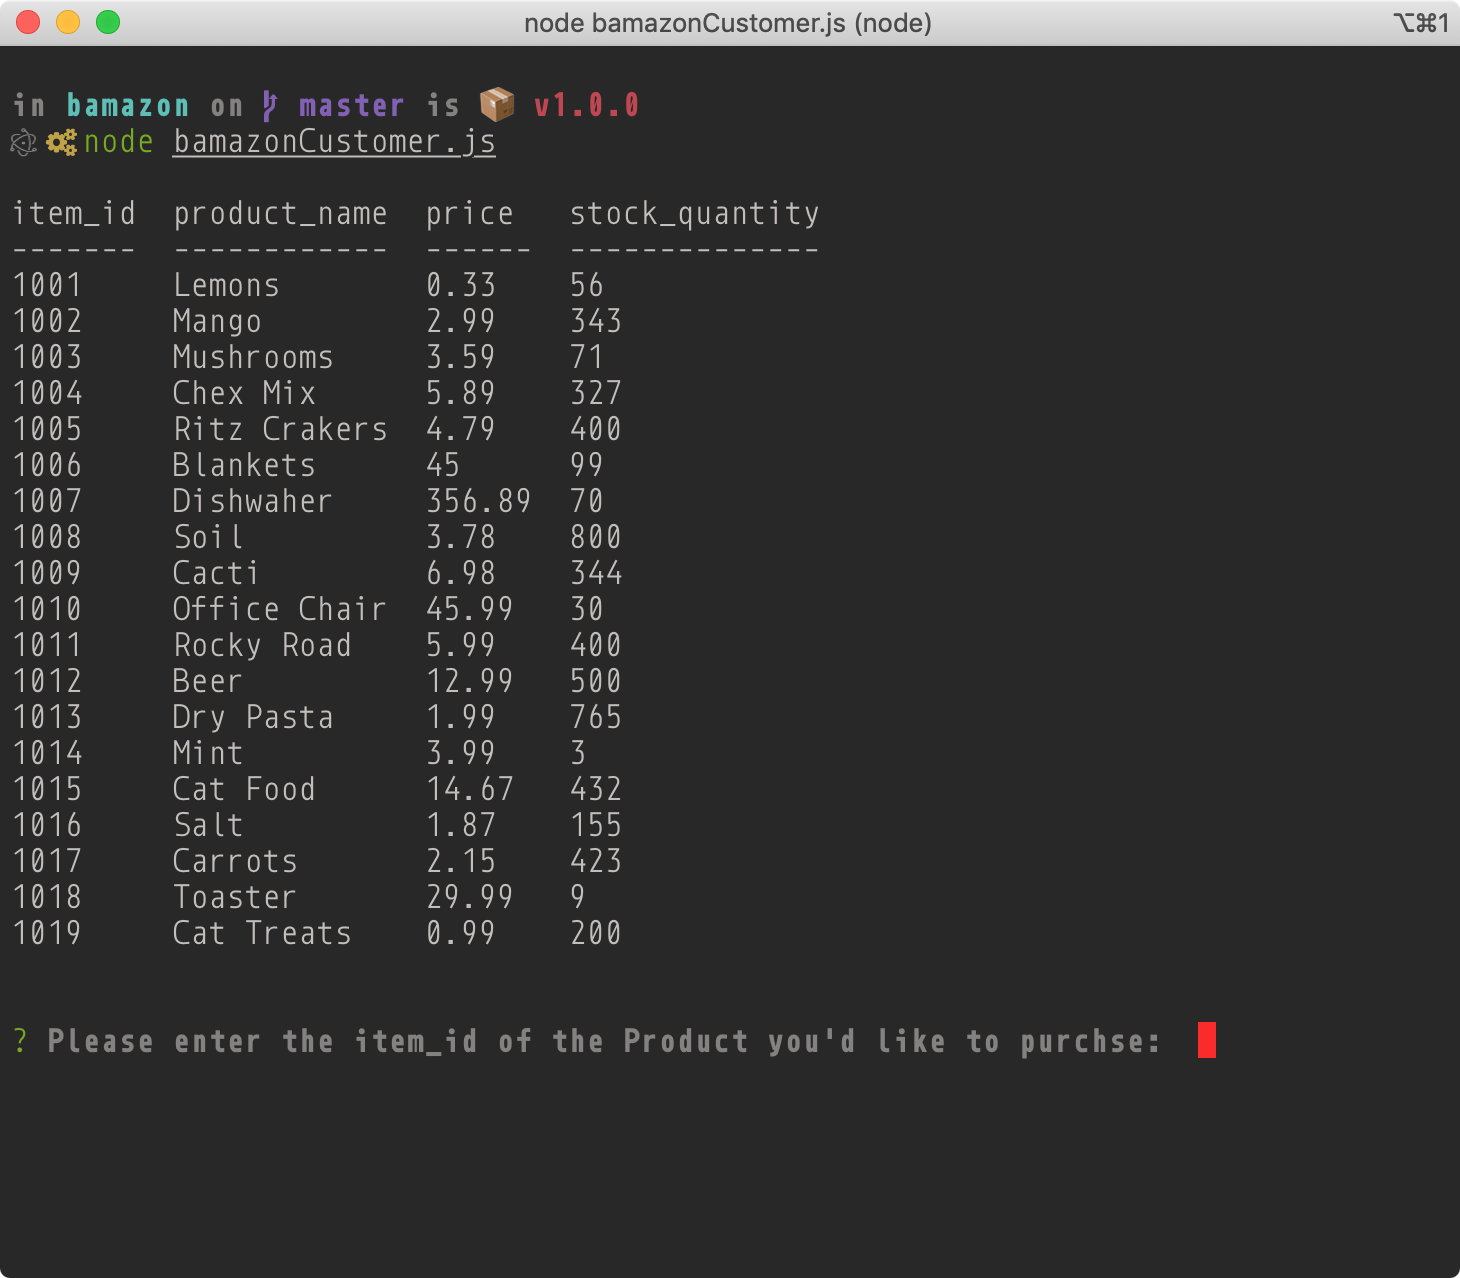 node bamazonCustomer.js (node) ⌥⌘1
in bamazon on master is 📦 v1.0.0
node bamazonCustomer.js
item_id product_name price stock_quantity
------- ------------ ------ --------------
1001 Lemons 0.33 56
1002 Mango 2.99 343
1003 Mushrooms 3.59 71
1004 Chex Mix 5.89 327
1005 Ritz Crakers 4.79 400
1006 Blankets 45 99
1007 Dishwaher 356.89 70
1008 Soil 3.78 800
1009 Cacti 6.98 344
1010 Office Chair 45.99 30
1011 Rocky Road 5.99 400
1012 Beer 12.99 500
1013 Dry Pasta 1.99 765
1014 Mint 3.99 3
1015 Cat Food 14.67 432
1016 Salt 1.87 155
1017 Carrots 2.15 423
1018 Toaster 29.99 9
1019 Cat Treats 0.99 200
? Please enter the item_id of the Product you'd like to purchse: